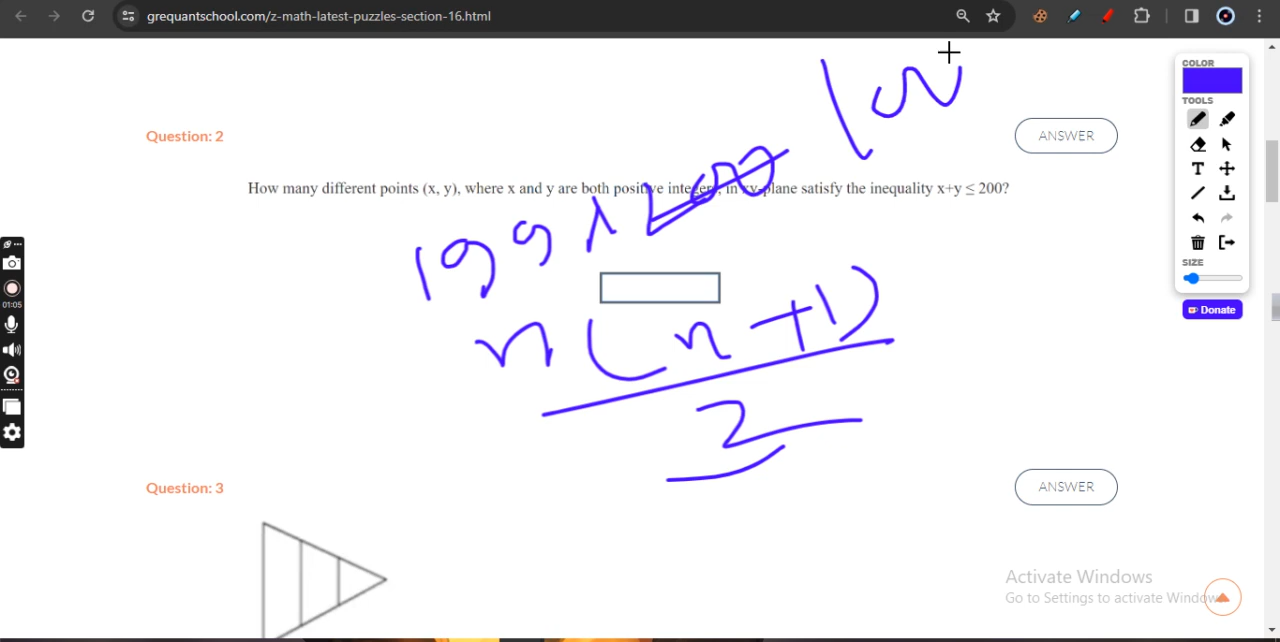 grequantschool.com/z-math-latest-puzzles-section-16.html
100
COLOR
TOOLS
Question: 2
ANSWER
How many different points (x, y), where x and y are both positive integers, in xy-plane satisfy the inequality x+y ≤ 200?
199 x 200
T
SIZE
01:05
Donate
n(n+1)
2
Question: 3
ANSWER
Activate Windows
Go to Settings to activate Windows